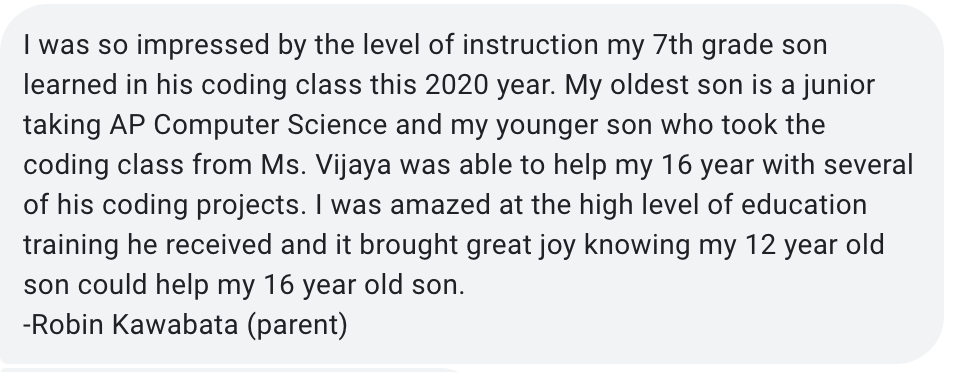 I was so impressed by the level of instruction my 7th grade son
learned in his coding class this 2020 year. My oldest son is a junior
taking AP Computer Science and my younger son who took the
coding class from Ms. Vijaya was able to help my 16 year with several
of his coding projects. I was amazed at the high level of education
training he received and it brought great joy knowing my 12 year old
son could help my 16 year old son.
-Robin Kawabata (parent)